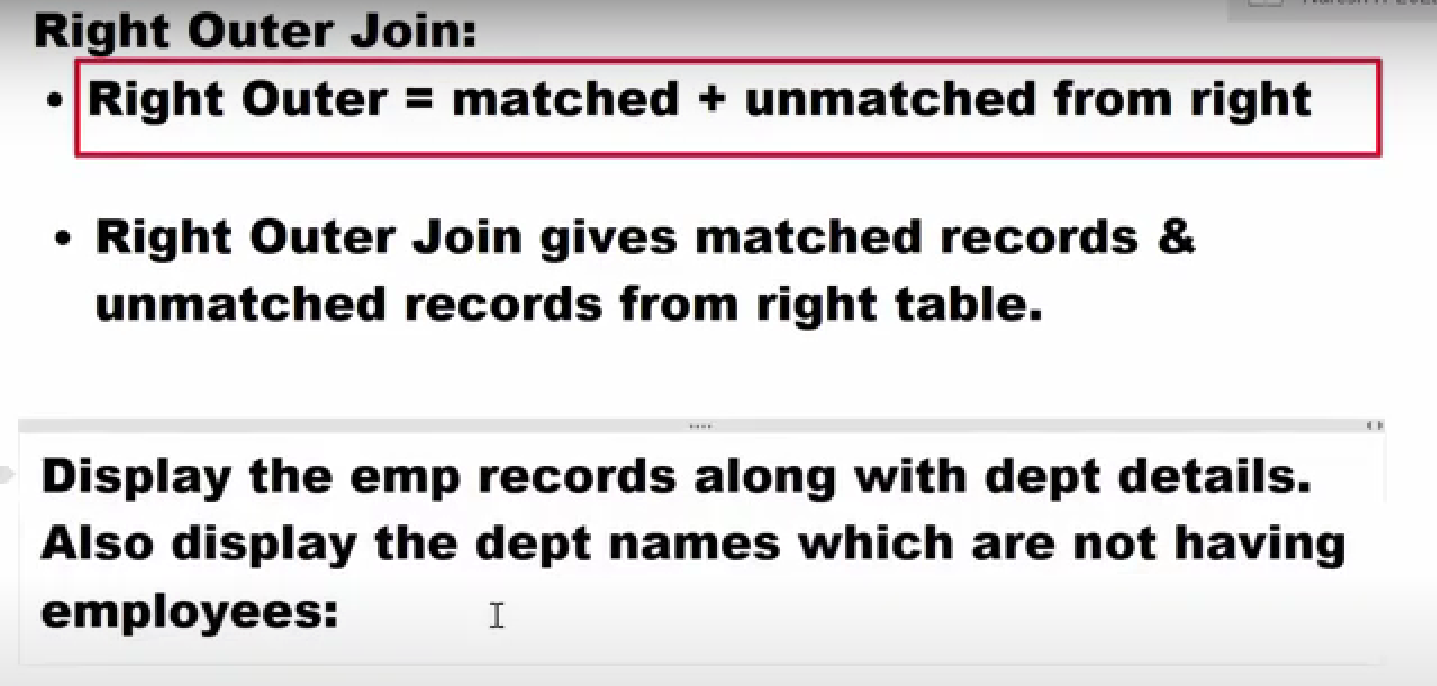 Right Outer Join:
• Right Outer = matched + unmatched from right
• Right Outer Join gives matched records &
unmatched records from right table.
Display the emp records along with dept details.
Also display the dept names which are not having
employees: